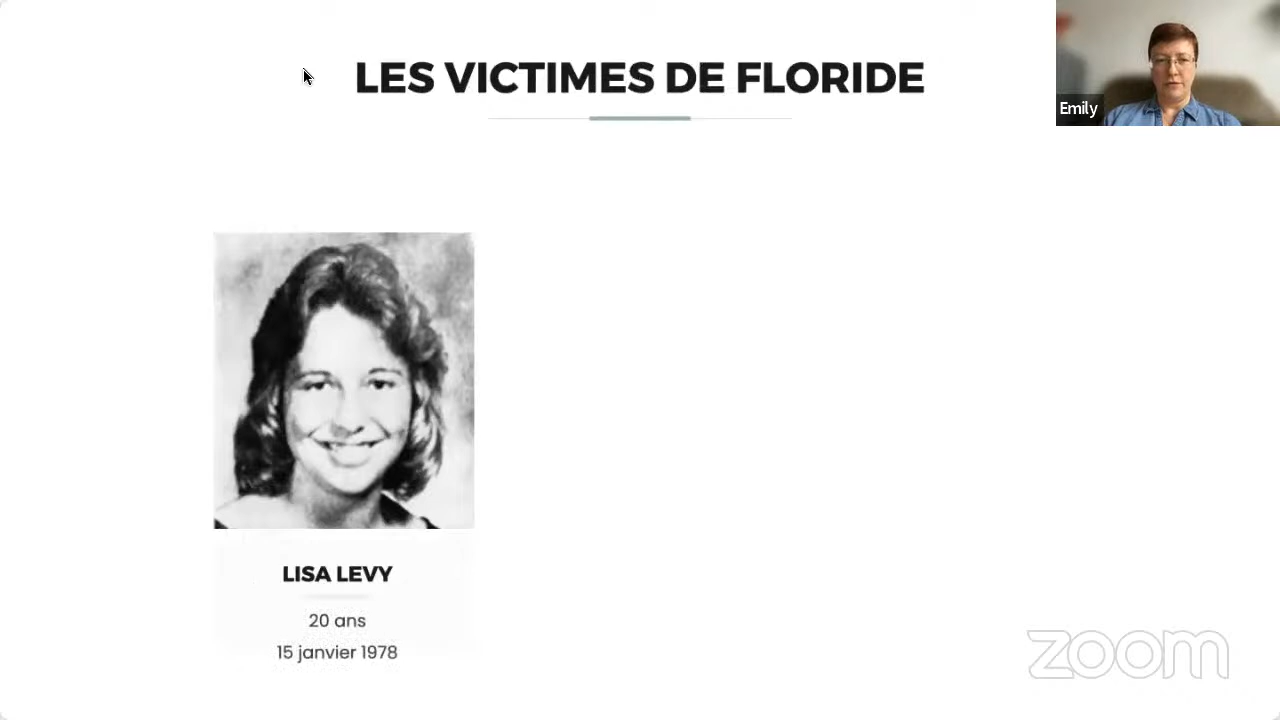 LES VICTIMES DE FLORIDE
Emily
LISA LEVY
20 ans
15 janvier 1978
zoom